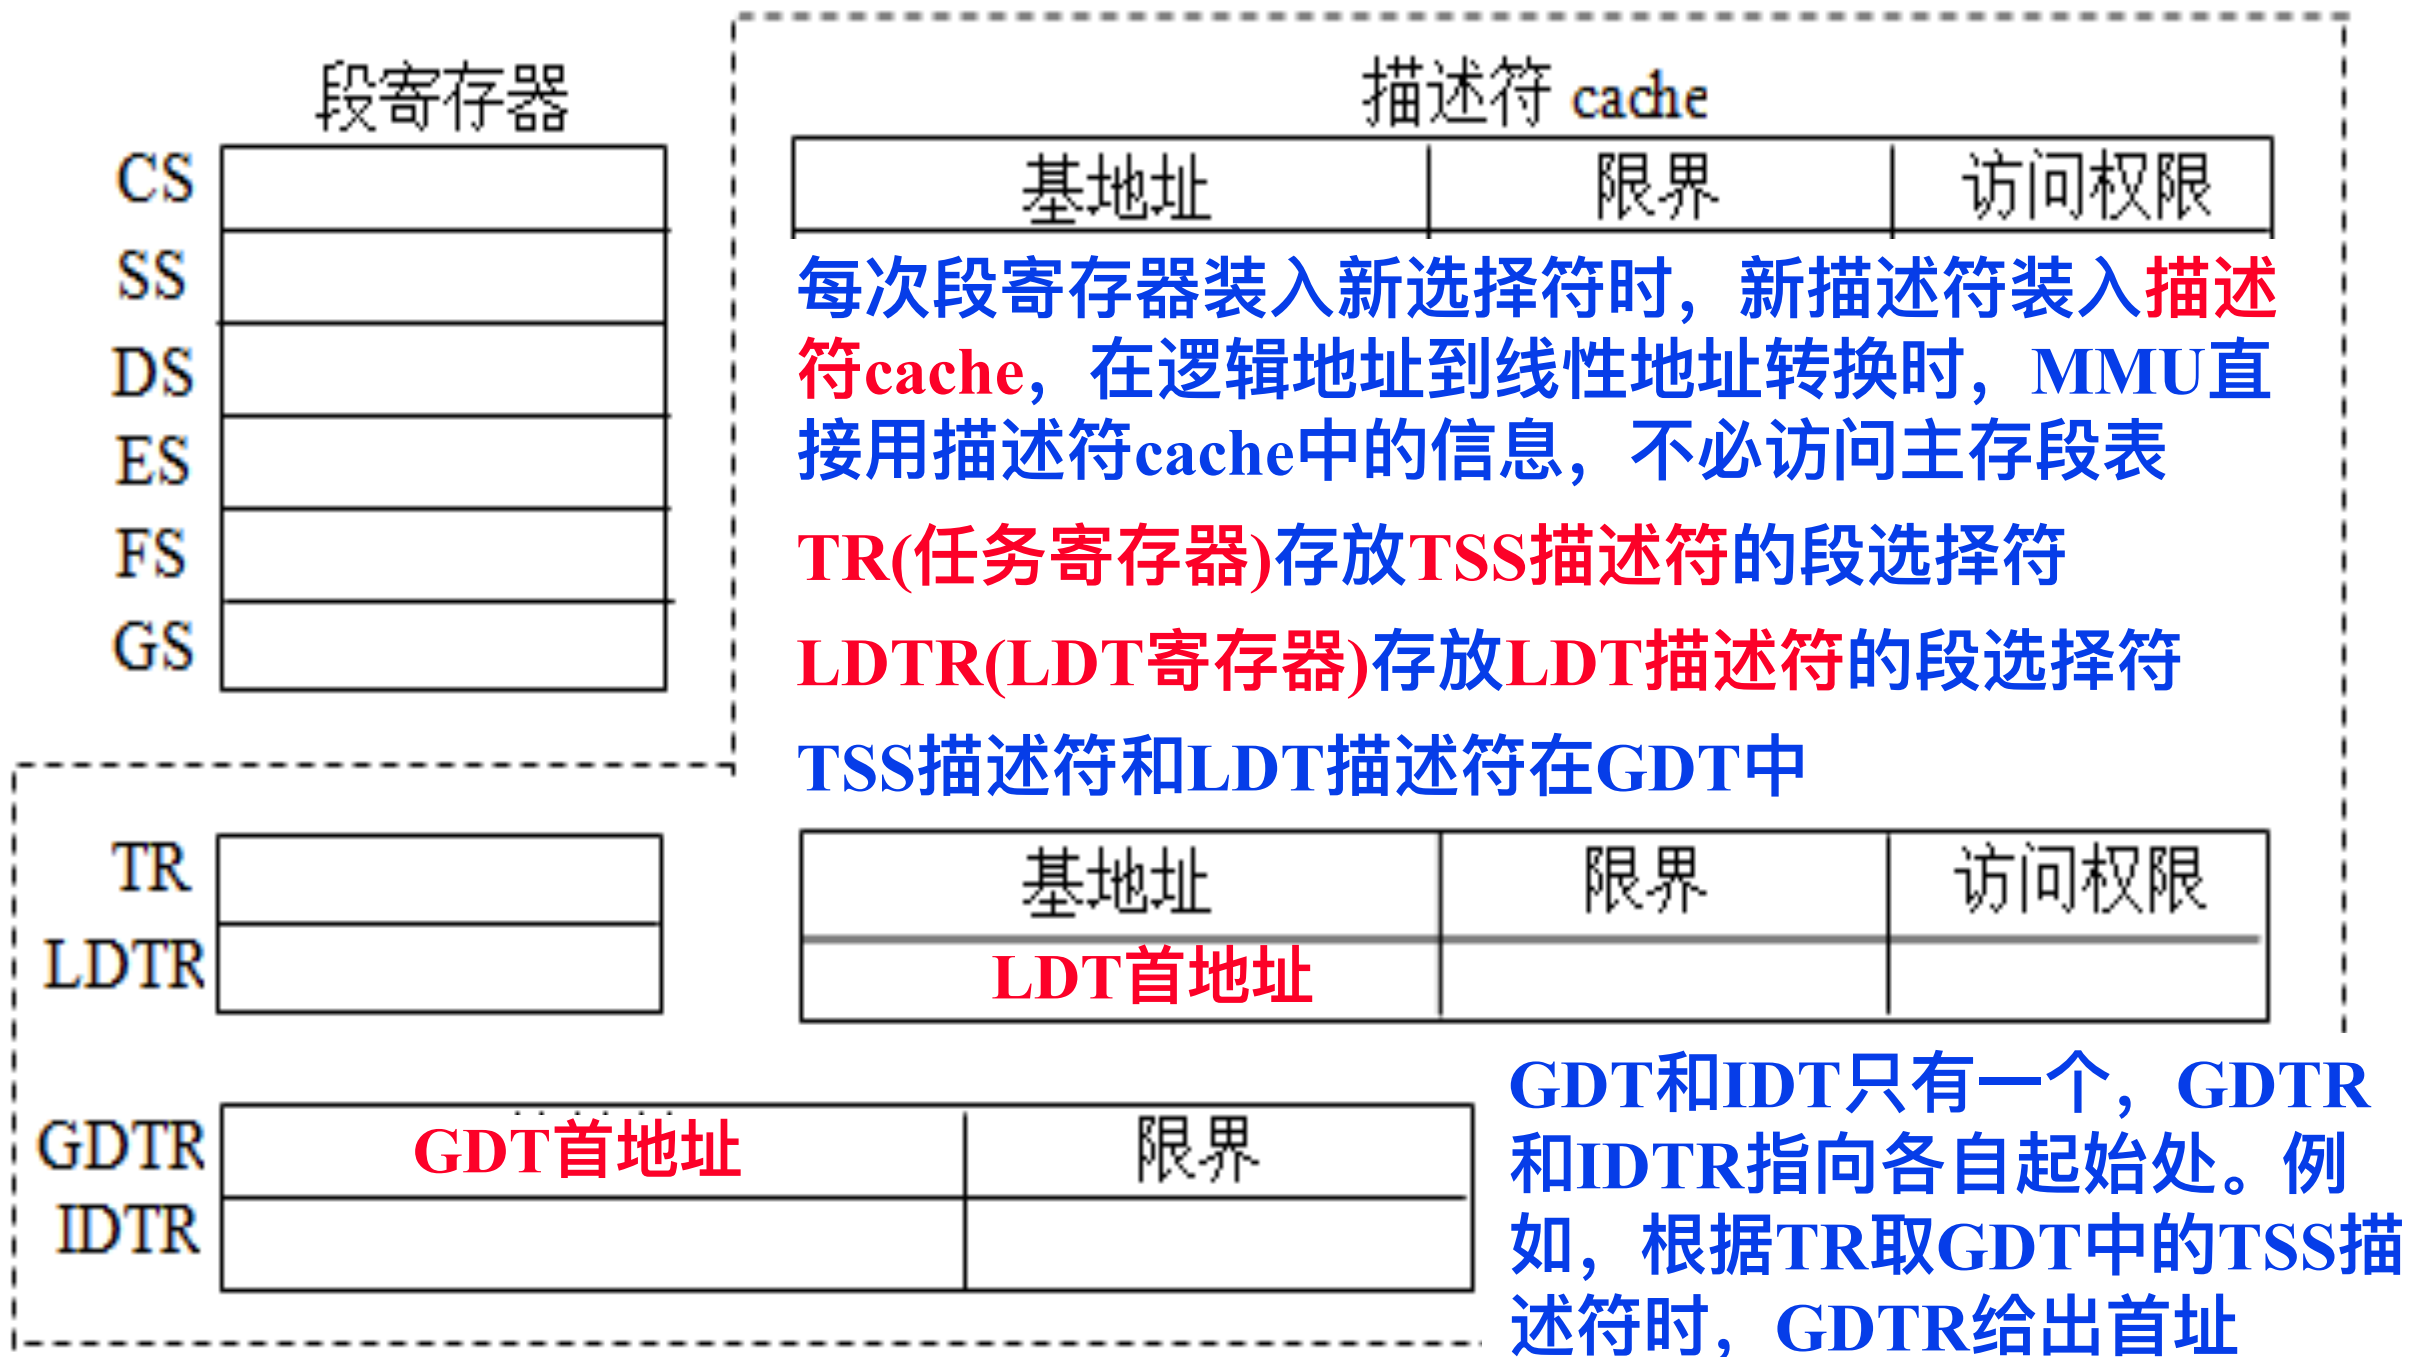 段寄存器
描述符 cache
CS
SS
DS
ES
FS
GS
基地址 限界 访问权限
每次段寄存器装入新选择符时，新描述符装入描述
符cache，在逻辑地址到线性地址转换时，MMU直
接用描述符cache中的信息，不必访问主存段表
TR(任务寄存器)存放TSS描述符的段选择符
LDTR(LDT寄存器)存放LDT描述符的段选择符
TSS描述符和LDT描述符在GDT中
TR
LDTR
基地址 限界 访问权限
LDT首地址
GDTR
IDTR
GDT首地址 限界
GDT和IDT只有一个，GDTR
和IDTR指向各自起始处。例
如，根据TR取GDT中的TSS描
述符时，GDTR给出首址